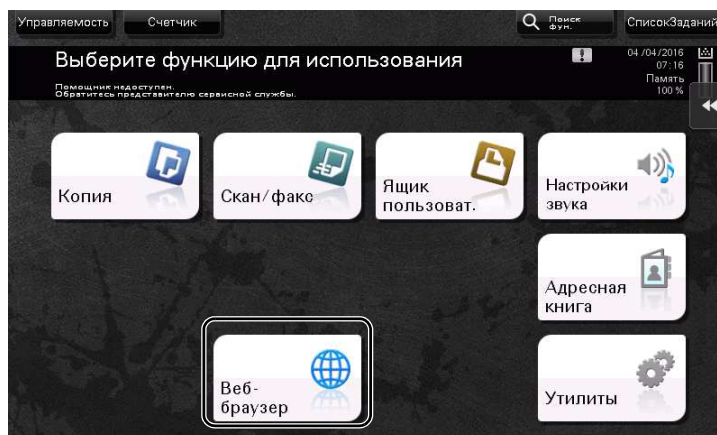 Управляемость
Счетчик
Поиск
фун.
СписокЗаданий
Выберите функцию для использования
04/04/2016
07:16
Память
100 %
Помощник недоступен.
Обратитесь представителю сервисной службы.
Копия
Скан/факс
Ящик
пользоват.
Настройки
звука
Адресная
книга
Веб-
браузер
Утилиты